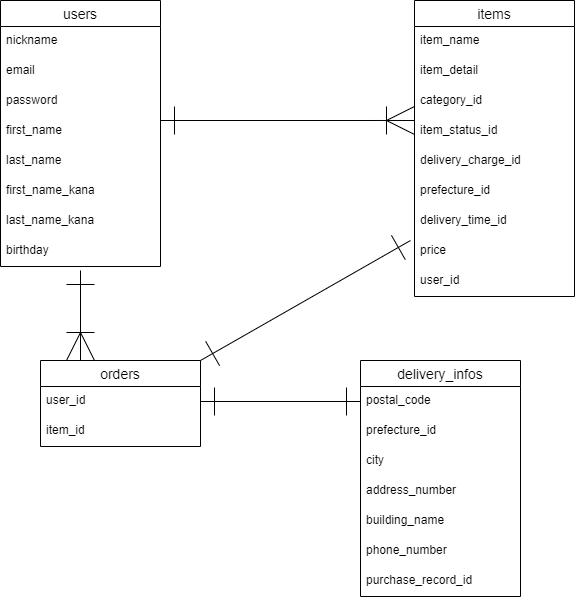 users
nickname
email
password
first_name
last_name
first_name_kana
last_name_kana
birthday
items
item_name
item_detail
category_id
item_status_id
delivery_charge_id
prefecture_id
delivery_time_id
price
user_id
orders
user_id
item_id
delivery_infos
postal_code
prefecture_id
city
address_number
building_name
phone_number
purchase_record_id